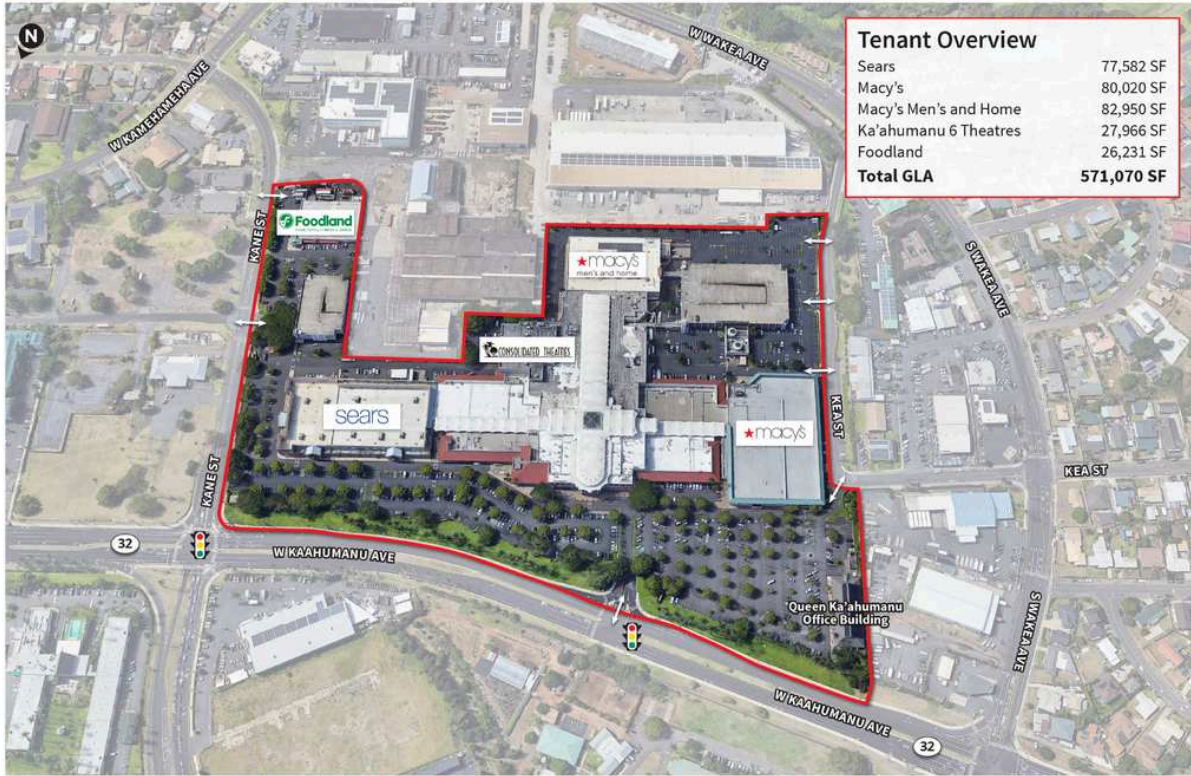 N
W KAMEHAMEHA AVE
W WAKEA AVE
Tenant Overview
Sears 77,582 SF
Macy's 80,020 SF
Macy's Men's and Home 82,950 SF
Ka'ahumanu 6 Theatres 27,966 SF
Foodland 26,231 SF
Total GLA 571,070 SF
KANE ST
Foodland
macy's
men's and home
S WAKEA AVE
CONSOLIDATED THEATRES
sears
macy's
KEA ST
KEA ST
KANE ST
32
W KAAHUMANU AVE
'Queen Ka'ahumanu
Office Building
S WAKEA AVE
W KAAHUMANU AVE
32